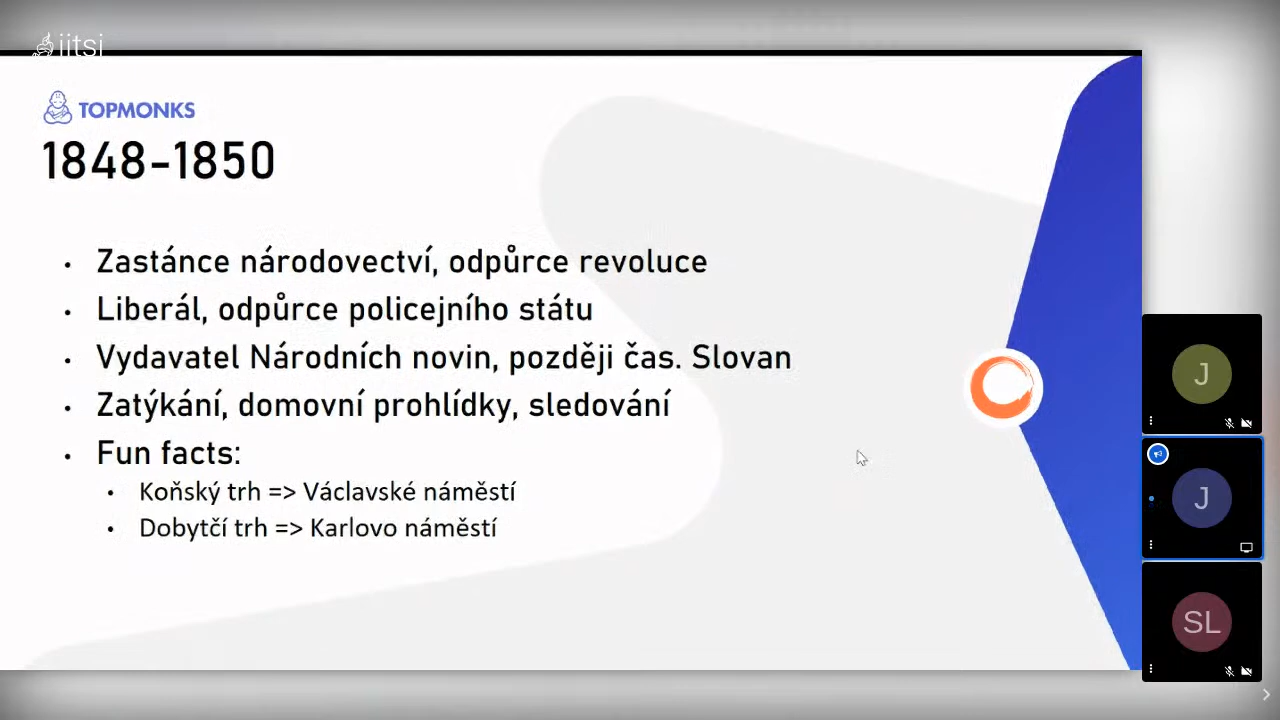 jitsi
TOPMONKS
1848-1850
• Zastánce národovectví, odpůrce revoluce
• Liberál, odpůrce policejního státu
• Vydavatel Národních novin, později čas. Slovan
• Zatýkání, domovní prohlídky, sledování
• Fun facts:
• Koňský trh => Václavské náměstí
• Dobytčí trh => Karlovo náměstí
J
J
SL